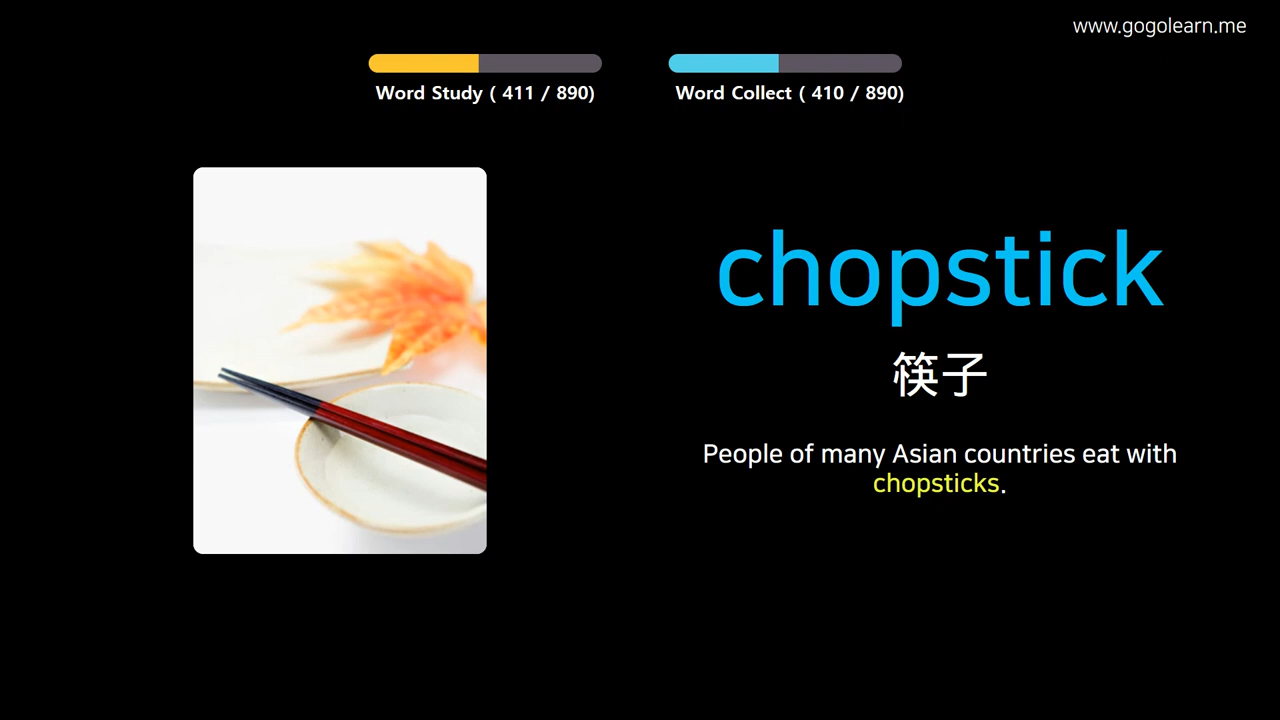 www.gogolearn.me
Word Study ( 411 / 890)
Word Collect ( 410 / 890)
chopstick
筷子
People of many Asian countries eat with
chopsticks.